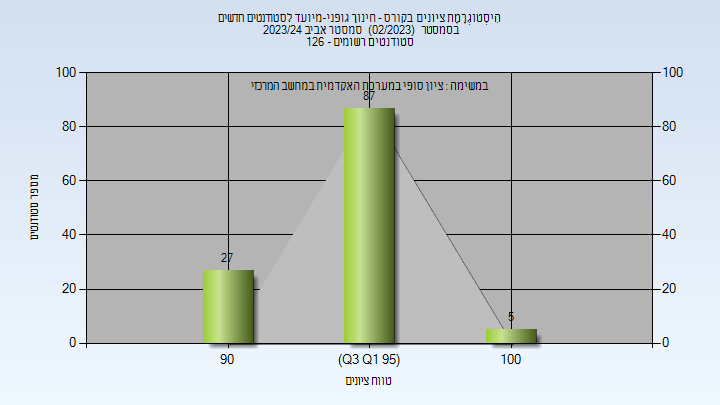 היסטוגרמת ציונים בקורס - חינוך גופני-מיועד לסטודנטים חדשים
בסמסטר (02/2023) סמסטר אביב 2023/24
סטודנטים רשומים - 126
במשימה : ציון סופי במערכת האקדמית במחשב המרכזי
100 100
87
80 80
60 60
מספר סטודנטים
40 40
27
20 20
5
0 0
90 (Q3 Q1 95) 100
טווח ציונים